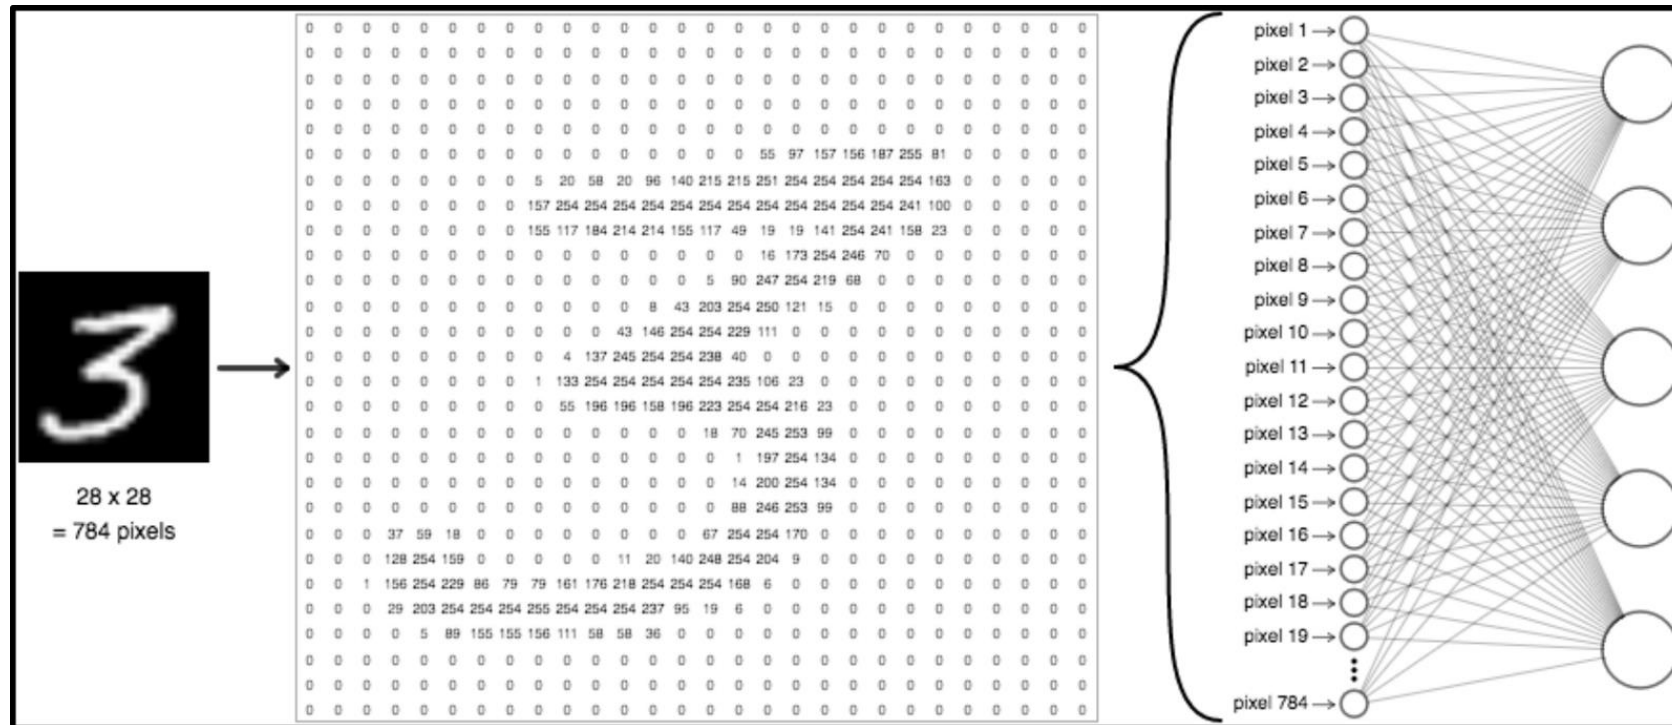 0 0 0 0 0 0 0 0 0 0 0 0 0 0 0 0 0 0 0 0 0 0 0 0 0 0 0 0
0 0 0 0 0 0 0 0 0 0 0 0 0 0 0 0 0 0 0 0 0 0 0 0 0 0 0 0
0 0 0 0 0 0 0 0 0 0 0 0 0 0 0 0 0 0 0 0 0 0 0 0 0 0 0 0
0 0 0 0 0 0 0 0 0 0 0 0 0 0 0 0 0 0 0 0 0 0 0 0 0 0 0 0
0 0 0 0 0 0 0 0 0 0 0 0 0 0 0 0 0 0 0 0 0 0 0 0 0 0 0 0
0 0 0 0 0 0 0 0 0 0 0 0 0 0 0 0 55 97 157 156 187 255 81 0 0 0 0 0
0 0 0 0 0 0 0 0 5 20 58 20 96 140 215 215 251 254 254 254 254 254 163 0 0 0 0 0
0 0 0 0 0 0 0 0 157 254 254 254 254 254 254 254 254 254 254 254 254 241 100 0 0 0 0 0
0 0 0 0 0 0 0 0 155 117 184 214 214 155 117 49 19 19 141 254 241 158 23 0 0 0 0 0
0 0 0 0 0 0 0 0 0 0 0 0 0 0 0 0 16 173 254 246 70 0 0 0 0 0 0 0
0 0 0 0 0 0 0 0 0 0 0 0 0 0 5 90 247 254 219 68 0 0 0 0 0 0 0 0
0 0 0 0 0 0 0 0 0 0 0 0 8 43 203 254 250 121 15 0 0 0 0 0 0 0 0 0
0 0 0 0 0 0 0 0 0 0 0 43 146 254 254 229 111 0 0 0 0 0 0 0 0 0 0 0
0 0 0 0 0 0 0 0 0 4 137 245 254 254 238 40 0 0 0 0 0 0 0 0 0 0 0 0
0 0 0 0 0 0 0 0 1 133 254 254 254 254 254 235 106 23 0 0 0 0 0 0 0 0 0 0
0 0 0 0 0 0 0 0 0 55 196 196 158 196 223 254 254 216 23 0 0 0 0 0 0 0 0 0
0 0 0 0 0 0 0 0 0 0 0 0 0 0 18 70 245 253 99 0 0 0 0 0 0 0 0 0
0 0 0 0 0 0 0 0 0 0 0 0 0 0 0 1 197 254 134 0 0 0 0 0 0 0 0 0
0 0 0 0 0 0 0 0 0 0 0 0 0 0 0 14 200 254 134 0 0 0 0 0 0 0 0 0
0 0 0 0 0 0 0 0 0 0 0 0 0 0 0 88 246 253 99 0 0 0 0 0 0 0 0 0
0 0 0 37 59 18 0 0 0 0 0 0 0 0 67 254 254 170 0 0 0 0 0 0 0 0 0 0
0 0 0 128 254 159 0 0 0 0 0 11 20 140 248 254 204 9 0 0 0 0 0 0 0 0 0 0
0 0 1 156 254 229 86 79 79 161 176 218 254 254 254 168 6 0 0 0 0 0 0 0 0 0 0 0
0 0 0 29 203 254 254 254 255 254 254 254 237 95 19 6 0 0 0 0 0 0 0 0 0 0 0 0
0 0 0 0 5 89 155 155 156 111 58 58 36 0 0 0 0 0 0 0 0 0 0 0 0 0 0 0
0 0 0 0 0 0 0 0 0 0 0 0 0 0 0 0 0 0 0 0 0 0 0 0 0 0 0 0
0 0 0 0 0 0 0 0 0 0 0 0 0 0 0 0 0 0 0 0 0 0 0 0 0 0 0 0
0 0 0 0 0 0 0 0 0 0 0 0 0 0 0 0 0 0 0 0 0 0 0 0 0 0 0 0
3
28 x 28
= 784 pixels
pixel 1
pixel 2
pixel 3
pixel 4
pixel 5
pixel 6
pixel 7
pixel 8
pixel 9
pixel 10
pixel 11
pixel 12
pixel 13
pixel 14
pixel 15
pixel 16
pixel 17
pixel 18
pixel 19
pixel 784